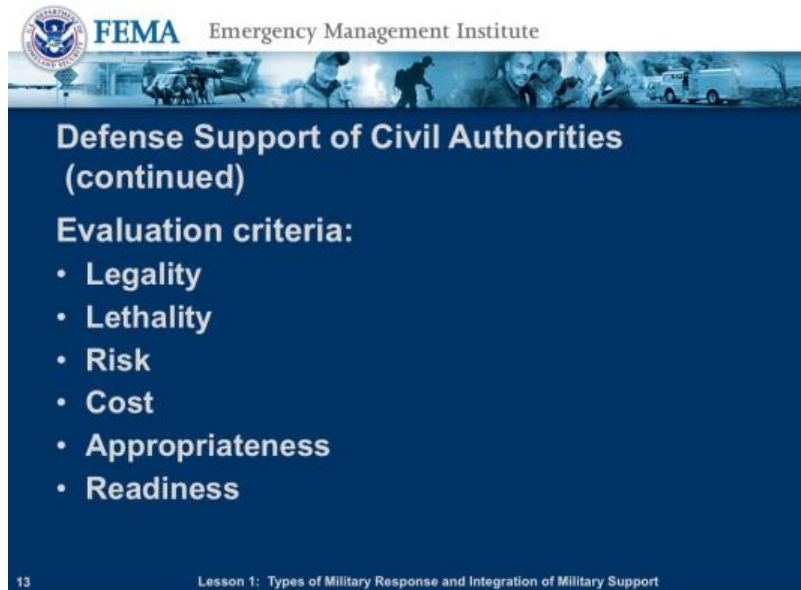 FEMA Emergency Management Institute
Defense Support of Civil Authorities
(continued)
Evaluation criteria:
• Legality
• Lethality
• Risk
• Cost
• Appropriateness
• Readiness
13 Lesson 1: Types of Military Response and Integration of Military Support